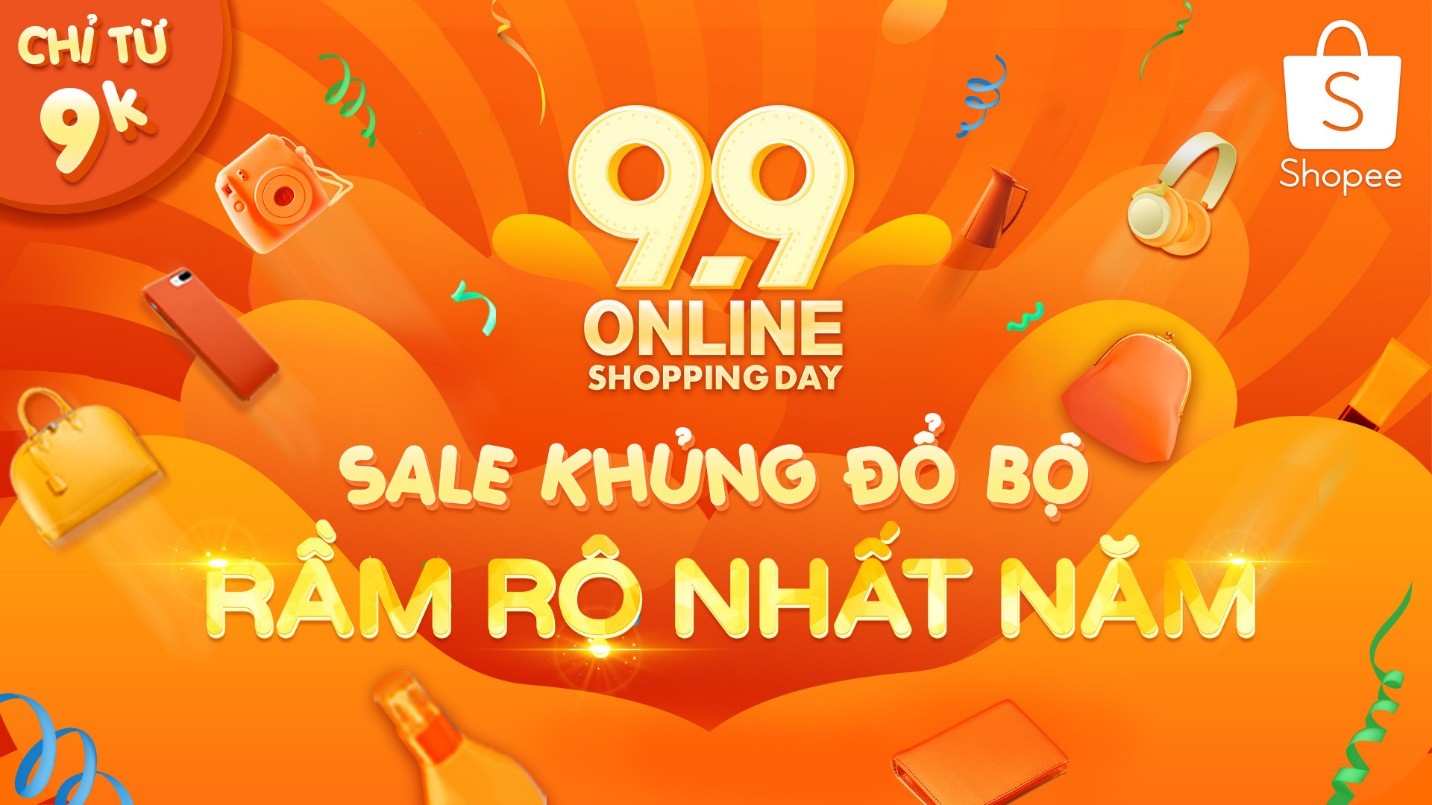 CHỈ TỪ
9k
9.9
ONLINE
SHOPPING DAY
S
Shopee
SALE KHỦNG ĐỔ BỘ
RẦM RỘ NHẤT NĂM